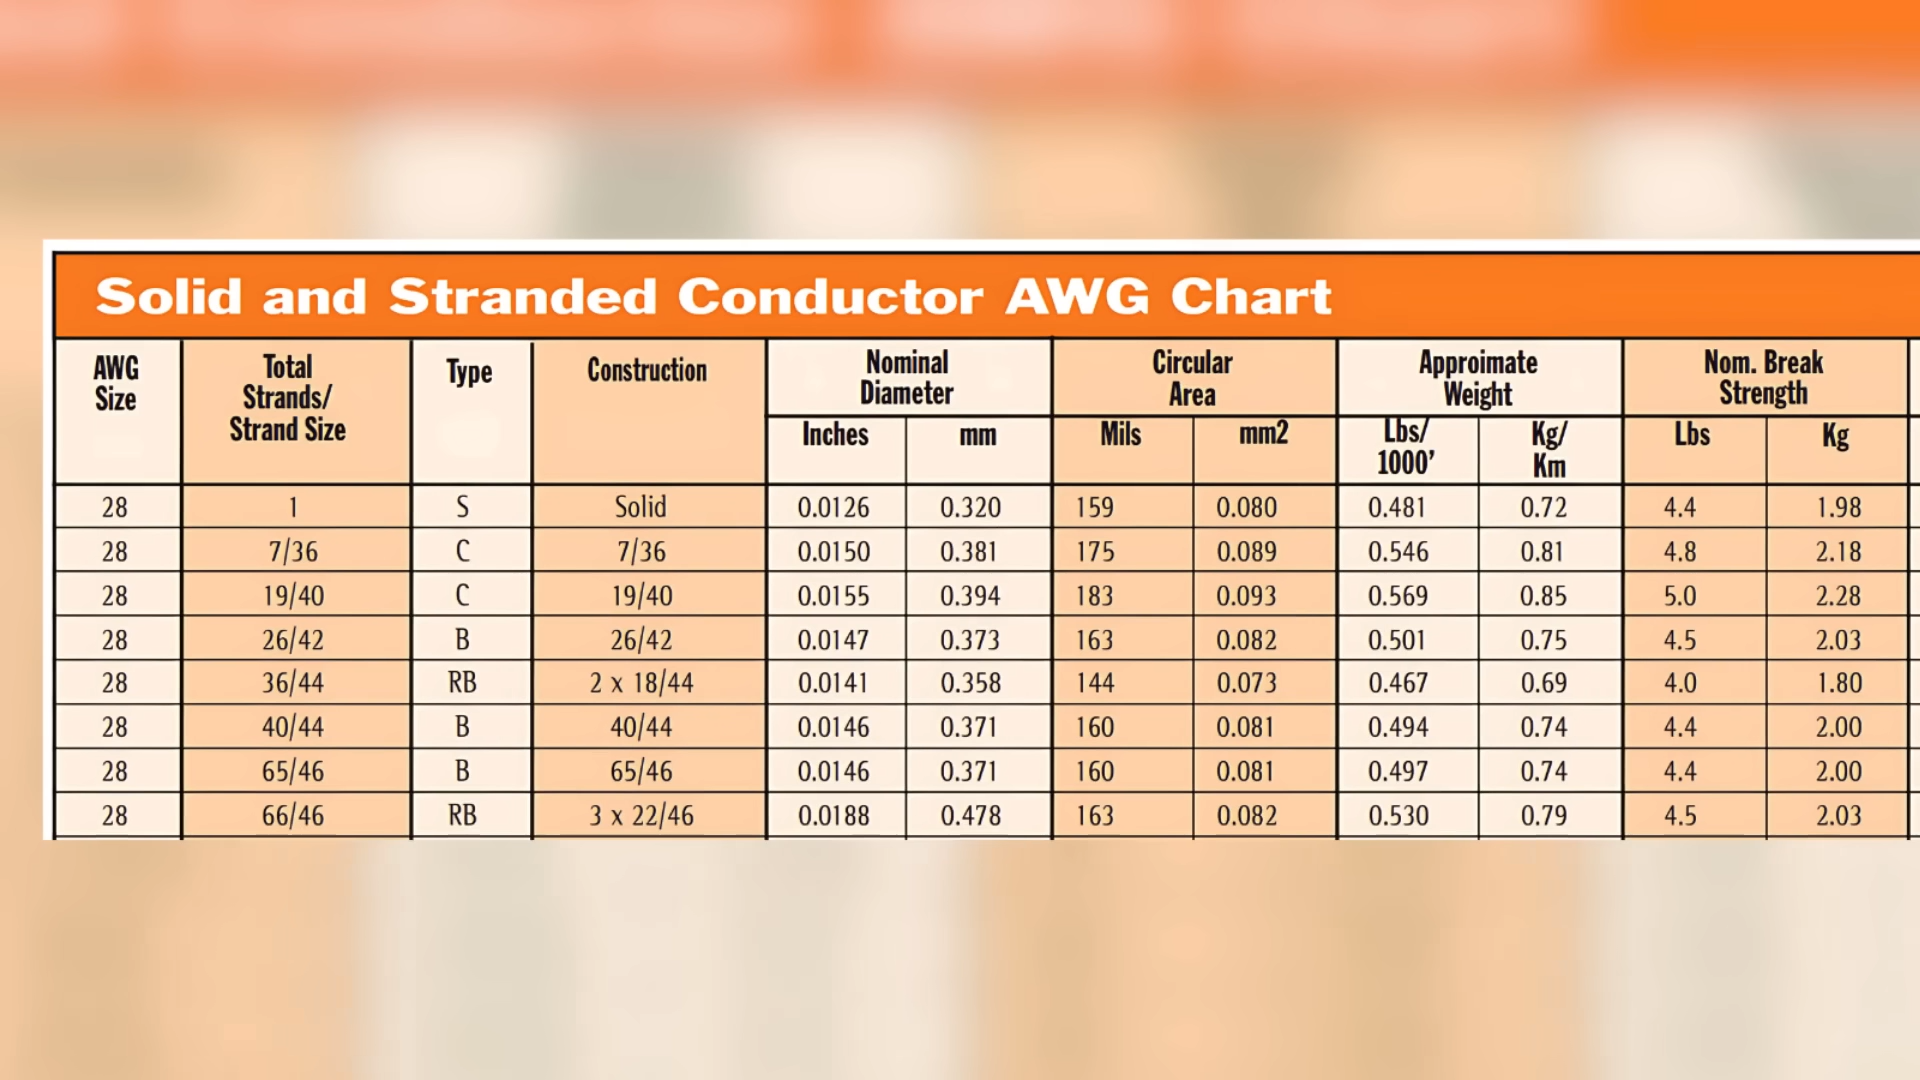 Solid and Stranded Conductor AWG Chart
AWG Size Total Strands/ Strand Size Type Construction Nominal Diameter Circular Area Approimate Weight Nom. Break Strength
Inches mm Mils mm2 Lbs/ 1000’ Kg/ Km Lbs Kg
28 1 S Solid 0.0126 0.320 159 0.080 0.481 0.72 4.4 1.98
28 7/36 C 7/36 0.0150 0.381 175 0.089 0.546 0.81 4.8 2.18
28 19/40 C 19/40 0.0155 0.394 183 0.093 0.569 0.85 5.0 2.28
28 26/42 B 26/42 0.0147 0.373 163 0.082 0.501 0.75 4.5 2.03
28 36/44 RB 2 x 18/44 0.0141 0.358 144 0.073 0.467 0.69 4.0 1.80
28 40/44 B 40/44 0.0146 0.371 160 0.081 0.494 0.74 4.4 2.00
28 65/46 B 65/46 0.0146 0.371 160 0.081 0.497 0.74 4.4 2.00
28 66/46 RB 3 x 22/46 0.0188 0.478 163 0.082 0.530 0.79 4.5 2.03